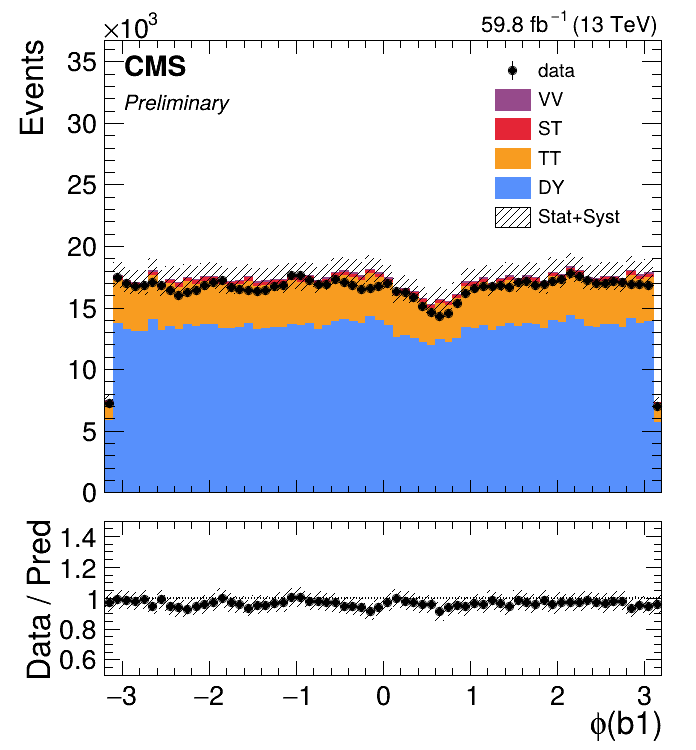 ×10³
59.8 fb⁻¹ (13 TeV)
Events
CMS
Preliminary
data
VV
ST
TT
DY
Stat+Syst
35
30
25
20
15
10
5
0
Data / Pred
1.4
1.2
1
0.8
0.6
−3 −2 −1 0 1 2 3
ϕ(b1)